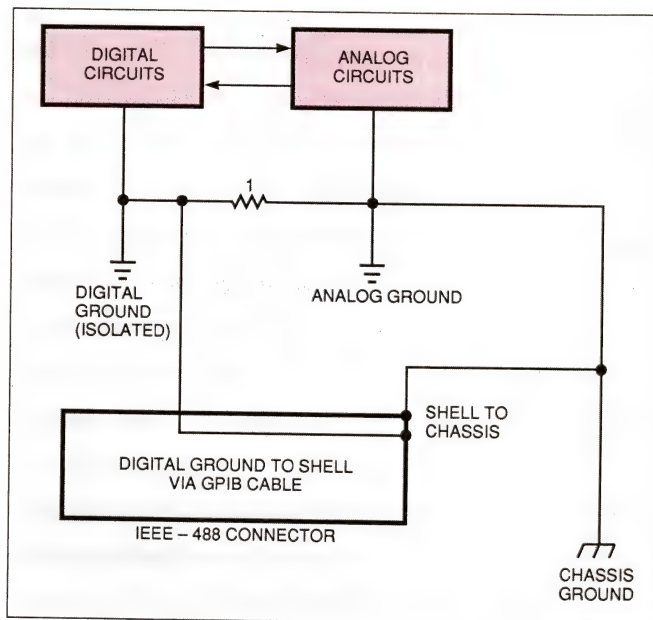 DIGITAL
CIRCUITS
ANALOG
CIRCUITS
1
DIGITAL
GROUND
(ISOLATED)
ANALOG GROUND
SHELL TO
CHASSIS
DIGITAL GROUND TO SHELL
VIA GPIB CABLE
IEEE – 488 CONNECTOR
CHASSIS
GROUND